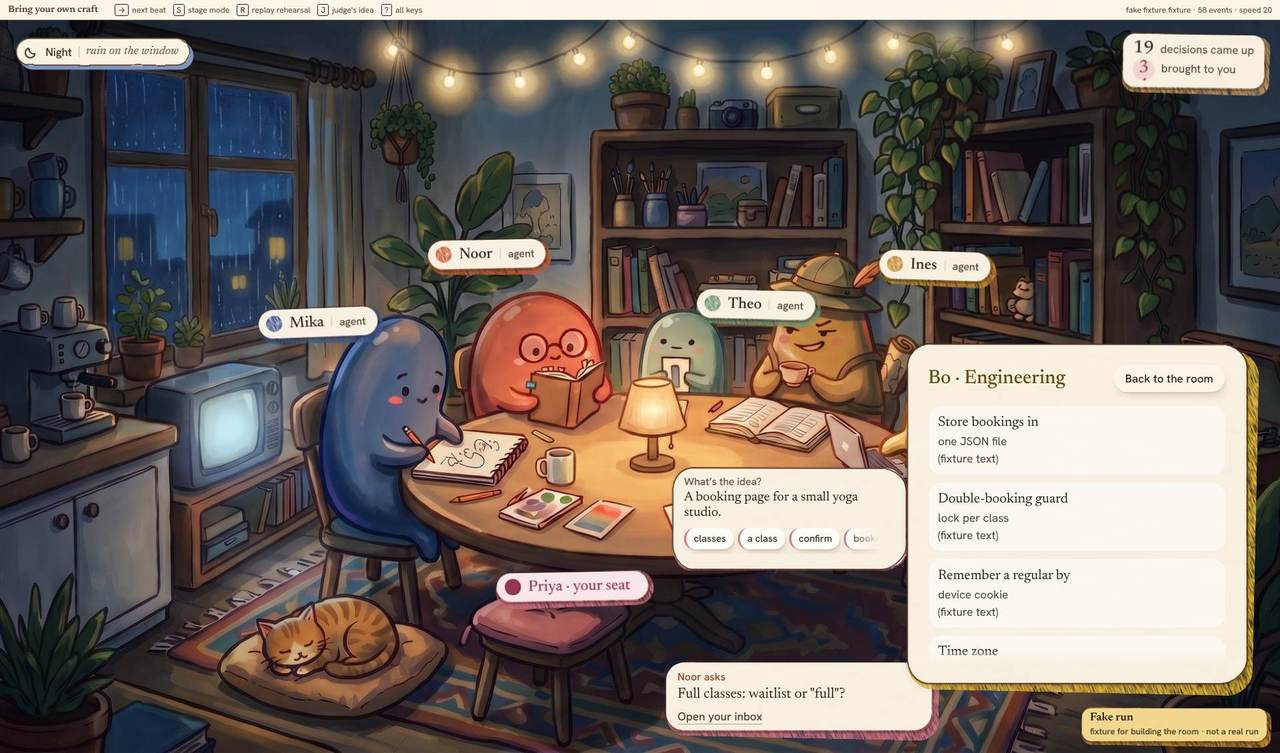 Bring your own craft
→ next beat
S stage mode
R replay rehearsal
J judge's idea
? all keys
fake fixture fixture · 58 events · speed 20
Night
rain on the window
19 decisions came up
3 brought to you
Noor
agent
Ines
agent
Theo
agent
Mika
agent
Bo · Engineering
Back to the room
Store bookings in
one JSON file
(fixture text)
Double-booking guard
lock per class
(fixture text)
Remember a regular by
device cookie
(fixture text)
Time zone
What's the idea?
A booking page for a small yoga
studio.
classes
a class
confirm
book
Priya · your seat
Noor asks
Full classes: waitlist or "full"?
Open your inbox
Fake run
fixture for building the room · not a real run